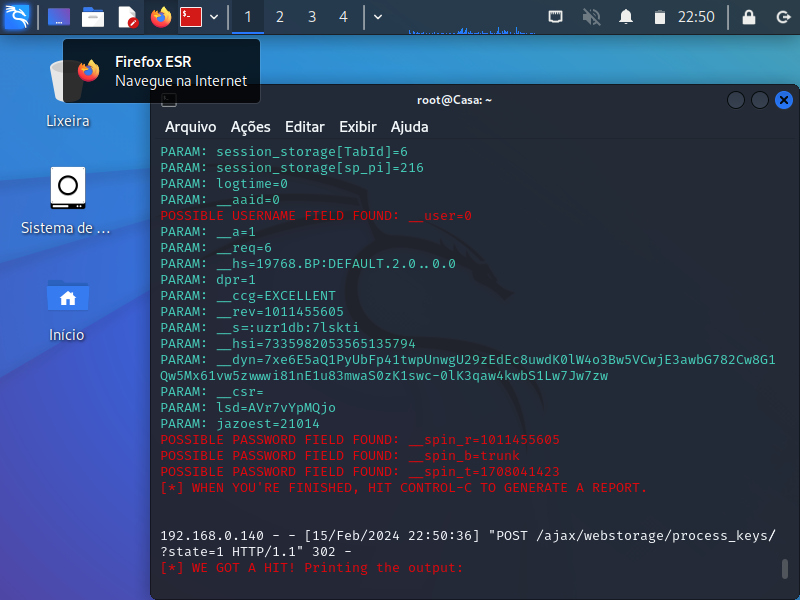 1 2 3 4
22:50
Firefox ESR
Navegue na Internet
Lixeira
Sistema de ...
Início
root@Casa: ~
Arquivo Ações Editar Exibir Ajuda
PARAM: session_storage[TabId]=6
PARAM: session_storage[sp_pi]=216
PARAM: logtime=0
PARAM: __aaid=0
POSSIBLE USERNAME FIELD FOUND: __user=0
PARAM: __a=1
PARAM: __req=6
PARAM: __hs=19768.BP:DEFAULT.2.0..0.0
PARAM: dpr=1
PARAM: __ccg=EXCELLENT
PARAM: __rev=1011455605
PARAM: __s=:uzr1db:7lskti
PARAM: __hsi=7335982053565135794
PARAM: __dyn=7xe6E5aQ1PyUbFp41twpUnwgU29zEdEc8uwdK0lW4o3Bw5VCwjE3awbG782Cw8G1
Qw5Mx61vw5zwwwi81nE1u83mwaS0zK1swc-0lK3qaw4kwbS1Lw7Jw7zw
PARAM: __csr=
PARAM: lsd=AVr7vYpMQjo
PARAM: jazoest=21014
POSSIBLE PASSWORD FIELD FOUND: __spin_r=1011455605
POSSIBLE PASSWORD FIELD FOUND: __spin_b=trunk
POSSIBLE PASSWORD FIELD FOUND: __spin_t=1708041423
[*] WHEN YOU'RE FINISHED, HIT CONTROL-C TO GENERATE A REPORT.
192.168.0.140 - - [15/Feb/2024 22:50:36] "POST /ajax/webstorage/process_keys/
?state=1 HTTP/1.1" 302 -
[*] WE GOT A HIT! Printing the output: